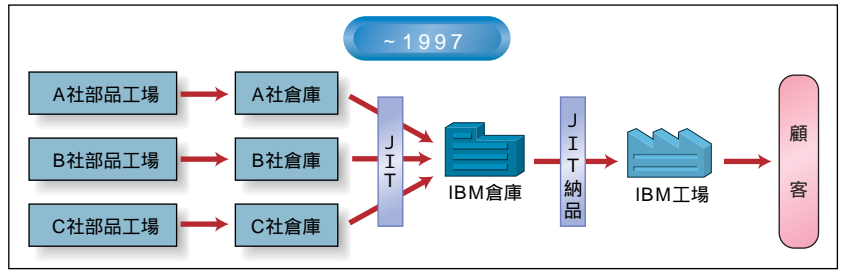 ~1997
A社部品工場
A社倉庫
B社部品工場
B社倉庫
C社部品工場
C社倉庫
JIT
IBM倉庫
JIT納品
IBM工場
顧客